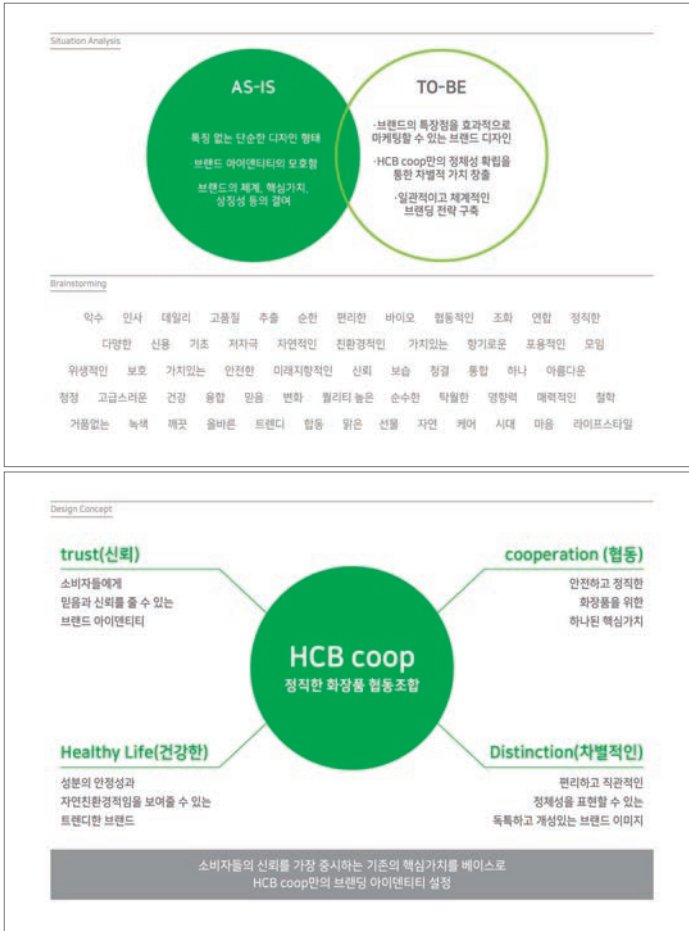 Situation Analysis
AS-IS
특징 없는 단순한 디자인 형태
브랜드 아이덴티티의 모호함
브랜드의 체계, 핵심가치,
상징성 등의 결여
TO-BE
·브랜드의 특장점을 효과적으로
마케팅할 수 있는 브랜드 디자인
·HCB coop만의 정체성 확립을
통한 차별적 가치 창출
·일관적이고 체계적인
브랜딩 전략 구축
Brainstorming
악수 인사 데일리 고품질 추출 순한 편리한 바이오 협동적인 조화 연합 정직한
다양한 신용 기초 저자극 자연적인 친환경적인 가치있는 향기로운 포용적인 모임
위생적인 보호 가치있는 안전한 미래지향적인 신뢰 보습 청결 통합 하나 아름다운
청정 고급스러운 건강 융합 믿음 변화 퀄리티 높은 순수한 탁월한 영향력 매력적인 철학
거품없는 녹색 깨끗 올바른 트렌디 합동 맑은 선물 자연 케어 시대 마음 라이프스타일
Design Concept
trust(신뢰)
소비자들에게
믿음과 신뢰를 줄 수 있는
브랜드 아이덴티티
cooperation (협동)
안전하고 정직한
화장품을 위한
하나된 핵심가치
HCB coop
정직한 화장품 협동조합
Healthy Life(건강한)
성분의 안정성과
자연친환경적임을 보여줄 수 있는
트렌디한 브랜드
Distinction(차별적인)
편리하고 직관적인
정체성을 표현할 수 있는
독특하고 개성있는 브랜드 이미지
소비자들의 신뢰를 가장 중시하는 기존의 핵심가치를 베이스로
HCB coop만의 브랜딩 아이덴티티 설정